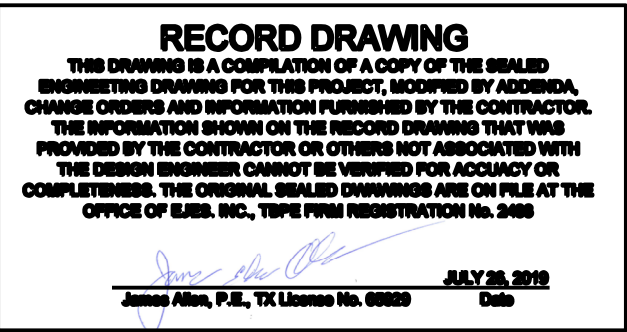 RECORD DRAWING
THIS DRAWING IS A COMPILATION OF A COPY OF THE SEALED
ENGINEETING DRAWING FOR THIS PROJECT, MODIFIED BY ADDENDA,
CHANGE ORDERS AND INFORMATION FURNISHED BY THE CONTRACTOR.
THE INFORMATION SHOWN ON THE RECORD DRAWING THAT WAS
PROVIDED BY THE CONTRACTOR OR OTHERS NOT ASSOCIATED WITH
THE DESIGN ENGINEER CANNOT BE VERIFIED FOR ACCUACY OR
COMPLETENESS. THE ORIGINAL SEALED DWAWINGS ARE ON FILE AT THE
OFFICE OF EJES. INC., TBPE FIRM REGISTRATION No. 2486
JULY 26, 2019
James Allen, P.E., TX License No. 65929 Date